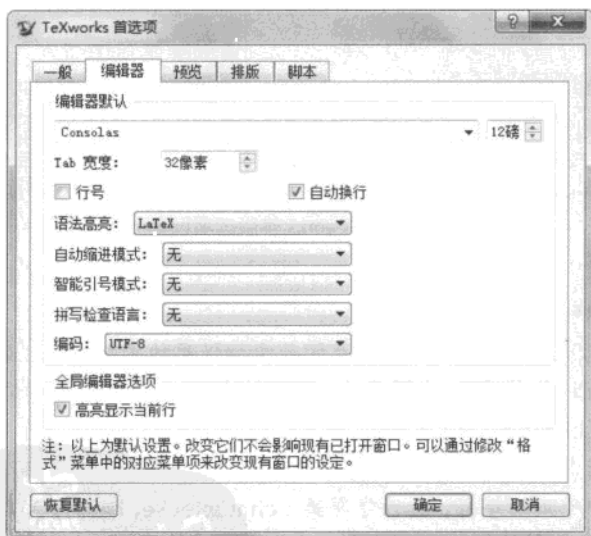 TeXworks 首选项
一般 编辑器 预览 排版 脚本
编辑器默认
Consolas 12磅
Tab 宽度: 32像素
行号 自动换行
语法高亮: LaTeX
自动缩进模式: 无
智能引号模式: 无
拼写检查语言: 无
编码: UTF-8
全局编辑器选项
高亮显示当前行
注: 以上为默认设置。改变它们不会影响现有已打开窗口。可以通过修改“格
式”菜单中的对应菜单项来改变现有窗口的设定。
恢复默认 确定 取消